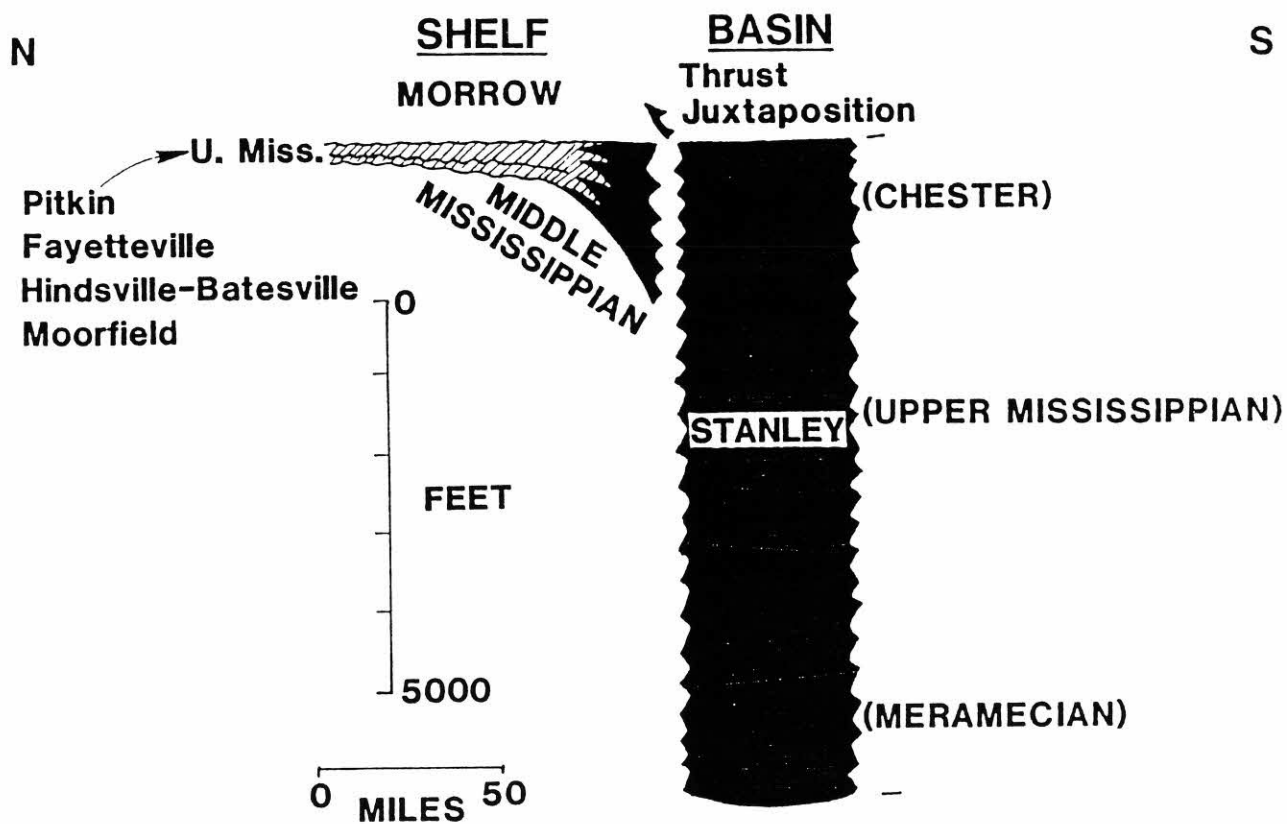 N
SHELF
BASIN
S
MORROW
Thrust
Juxtaposition
U. Miss.
Pitkin
Fayetteville
Hindsville-Batesville
Moorfield
MIDDLE
MISSISSIPPIAN
(CHESTER)
0
STANLEY
(UPPER MISSISSIPPIAN)
FEET
5000
(MERAMECIAN)
0
50
MILES